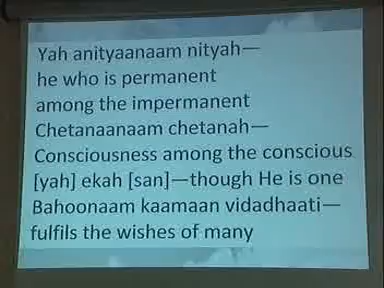 Yah anityaanaam nityah—
he who is permanent
among the impermanent
Chetanaanaam chetanah—
Consciousness among the conscious
[yah] ekah [san]—though He is one
Bahoonaam kaamaan vidadhaati—
fulfils the wishes of many